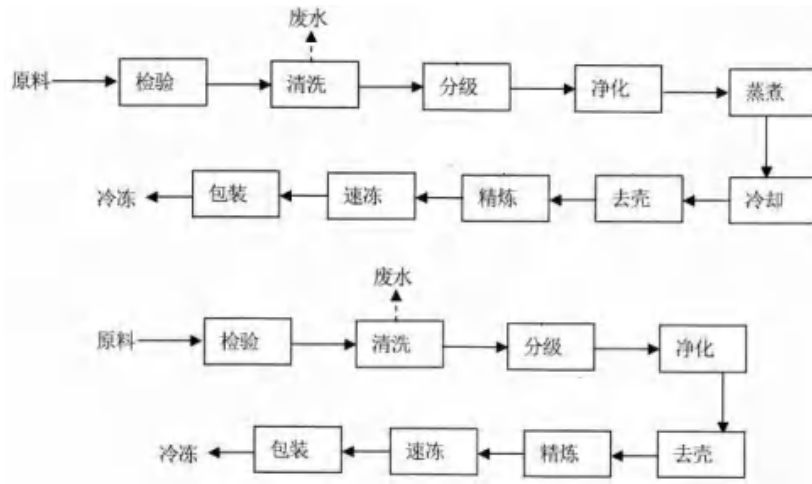 废水
原料 检验 清洗 分级 净化 蒸煮
冷冻 包装 速冻 精炼 去壳 冷却
废水
原料 检验 清洗 分级 净化
冷冻 包装 速冻 精炼 去壳